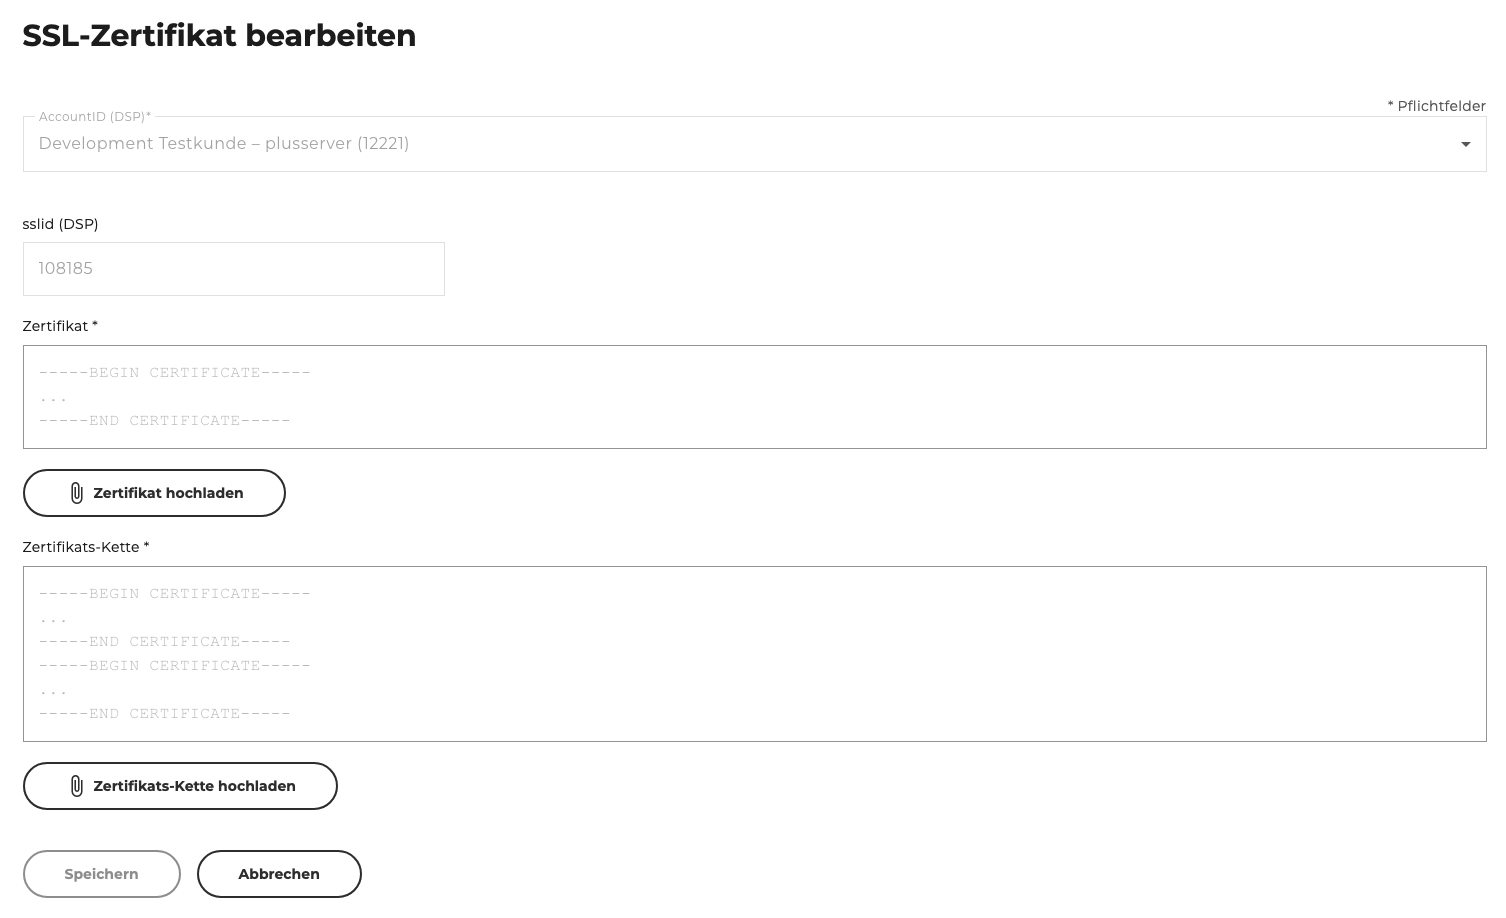 SSL-Zertifikat bearbeiten
* Pflichtfelder
AccountID (DSP)*
Development Testkunde – plusserver (12221)
sslid (DSP)
108185
Zertifikat *
-----BEGIN CERTIFICATE-----
...
-----END CERTIFICATE-----
Zertifikat hochladen
Zertifikats-Kette *
-----BEGIN CERTIFICATE-----
...
-----END CERTIFICATE-----
-----BEGIN CERTIFICATE-----
...
-----END CERTIFICATE-----
Zertifikats-Kette hochladen
Speichern
Abbrechen